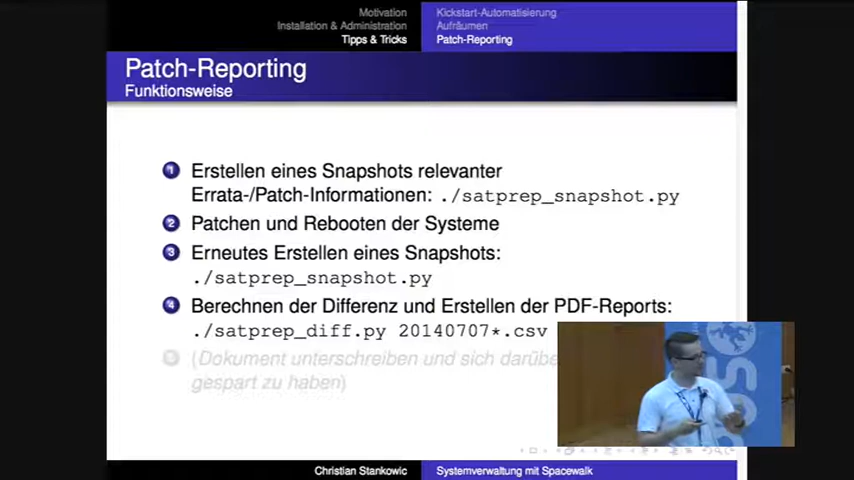 Motivation
Installation & Administration
Tipps & Tricks
Kickstart-Automatisierung
Aufräumen
Patch-Reporting
Patch-Reporting
Funktionsweise
1 Erstellen eines Snapshots relevanter
Errata-/Patch-Informationen: ./satprep_snapshot.py
2 Patchen und Rebooten der Systeme
3 Erneutes Erstellen eines Snapshots:
./satprep_snapshot.py
4 Berechnen der Differenz und Erstellen der PDF-Reports:
./satprep_diff.py 20140707*.csv
5 (Dokument unterschreiben und sich darübe
gespart zu haben)
Christian Stankowic
Systemverwaltung mit Spacewalk